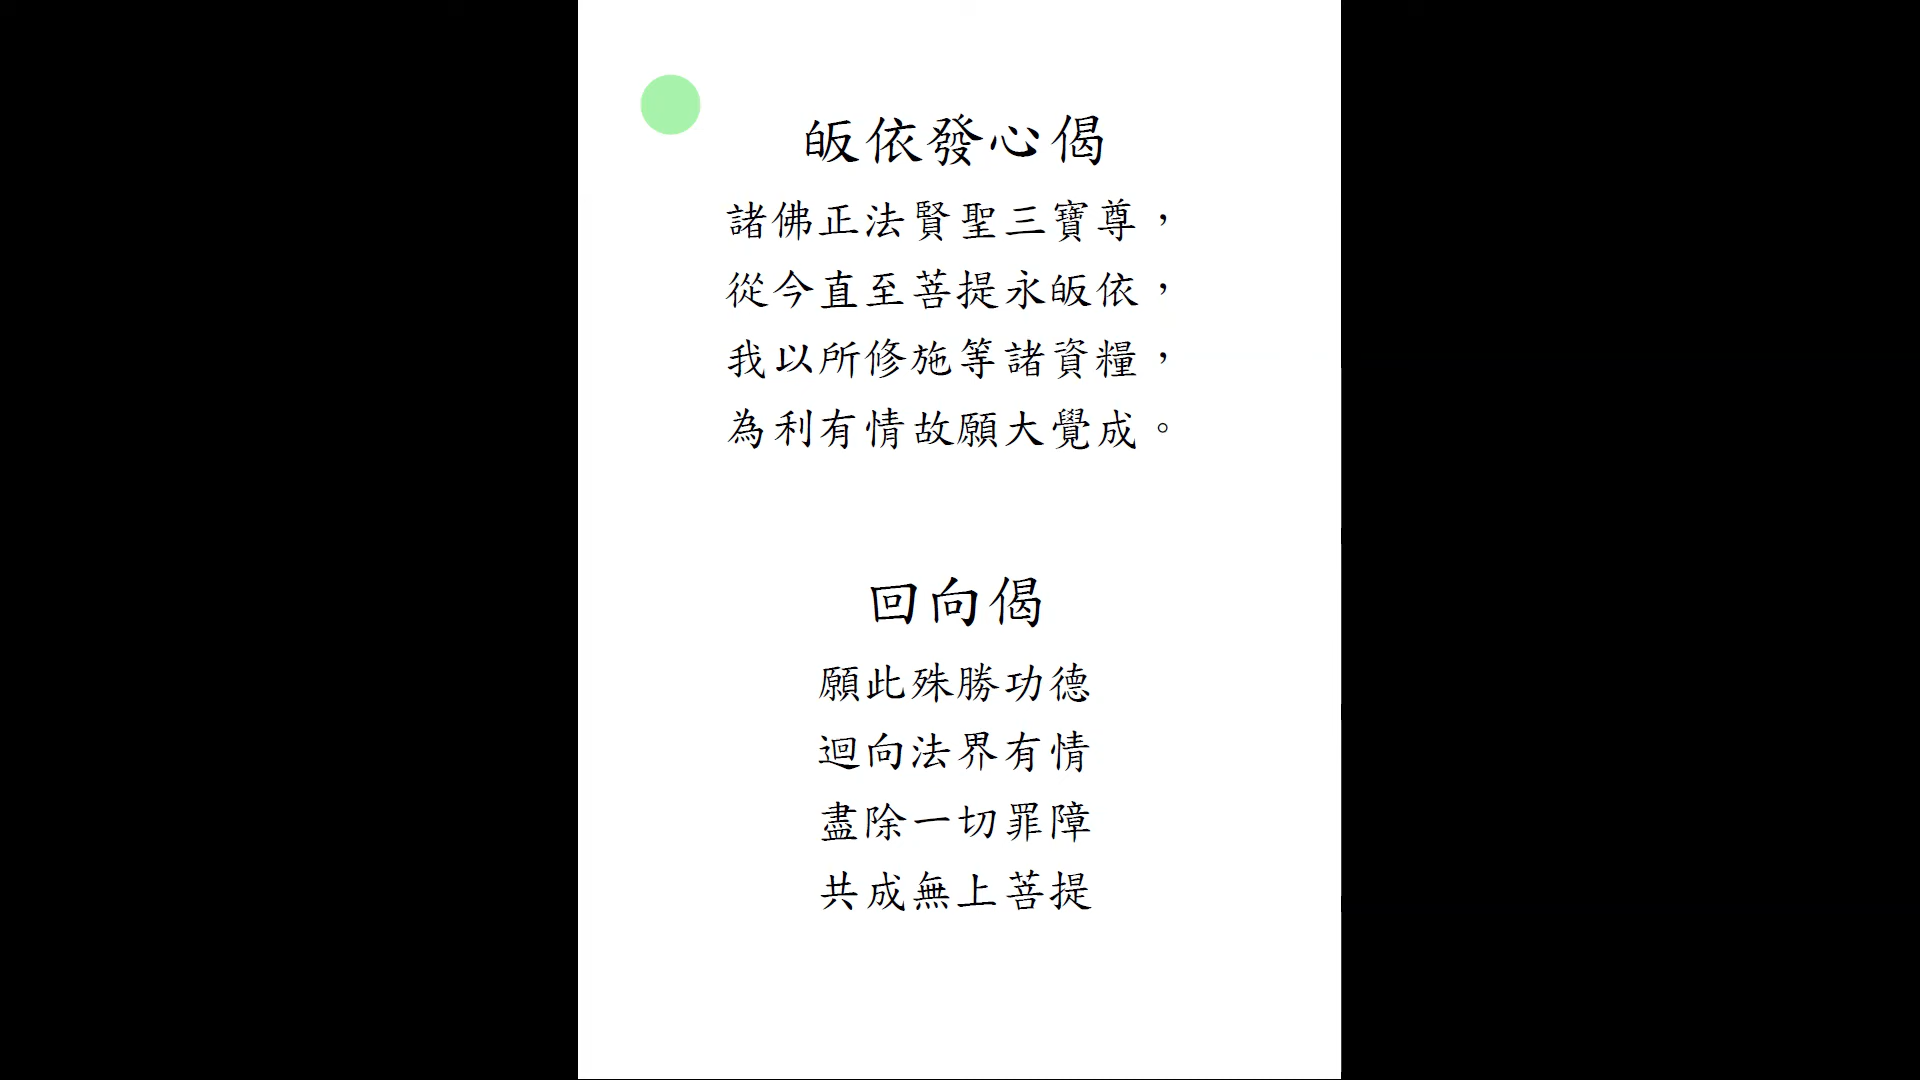 皈依發心偈
諸佛正法賢聖三寶尊，
從今直至菩提永皈依，
我以所修施等諸資糧，
為利有情故願大覺成。
回向偈
願此殊勝功德
迴向法界有情
盡除一切罪障
共成無上菩提